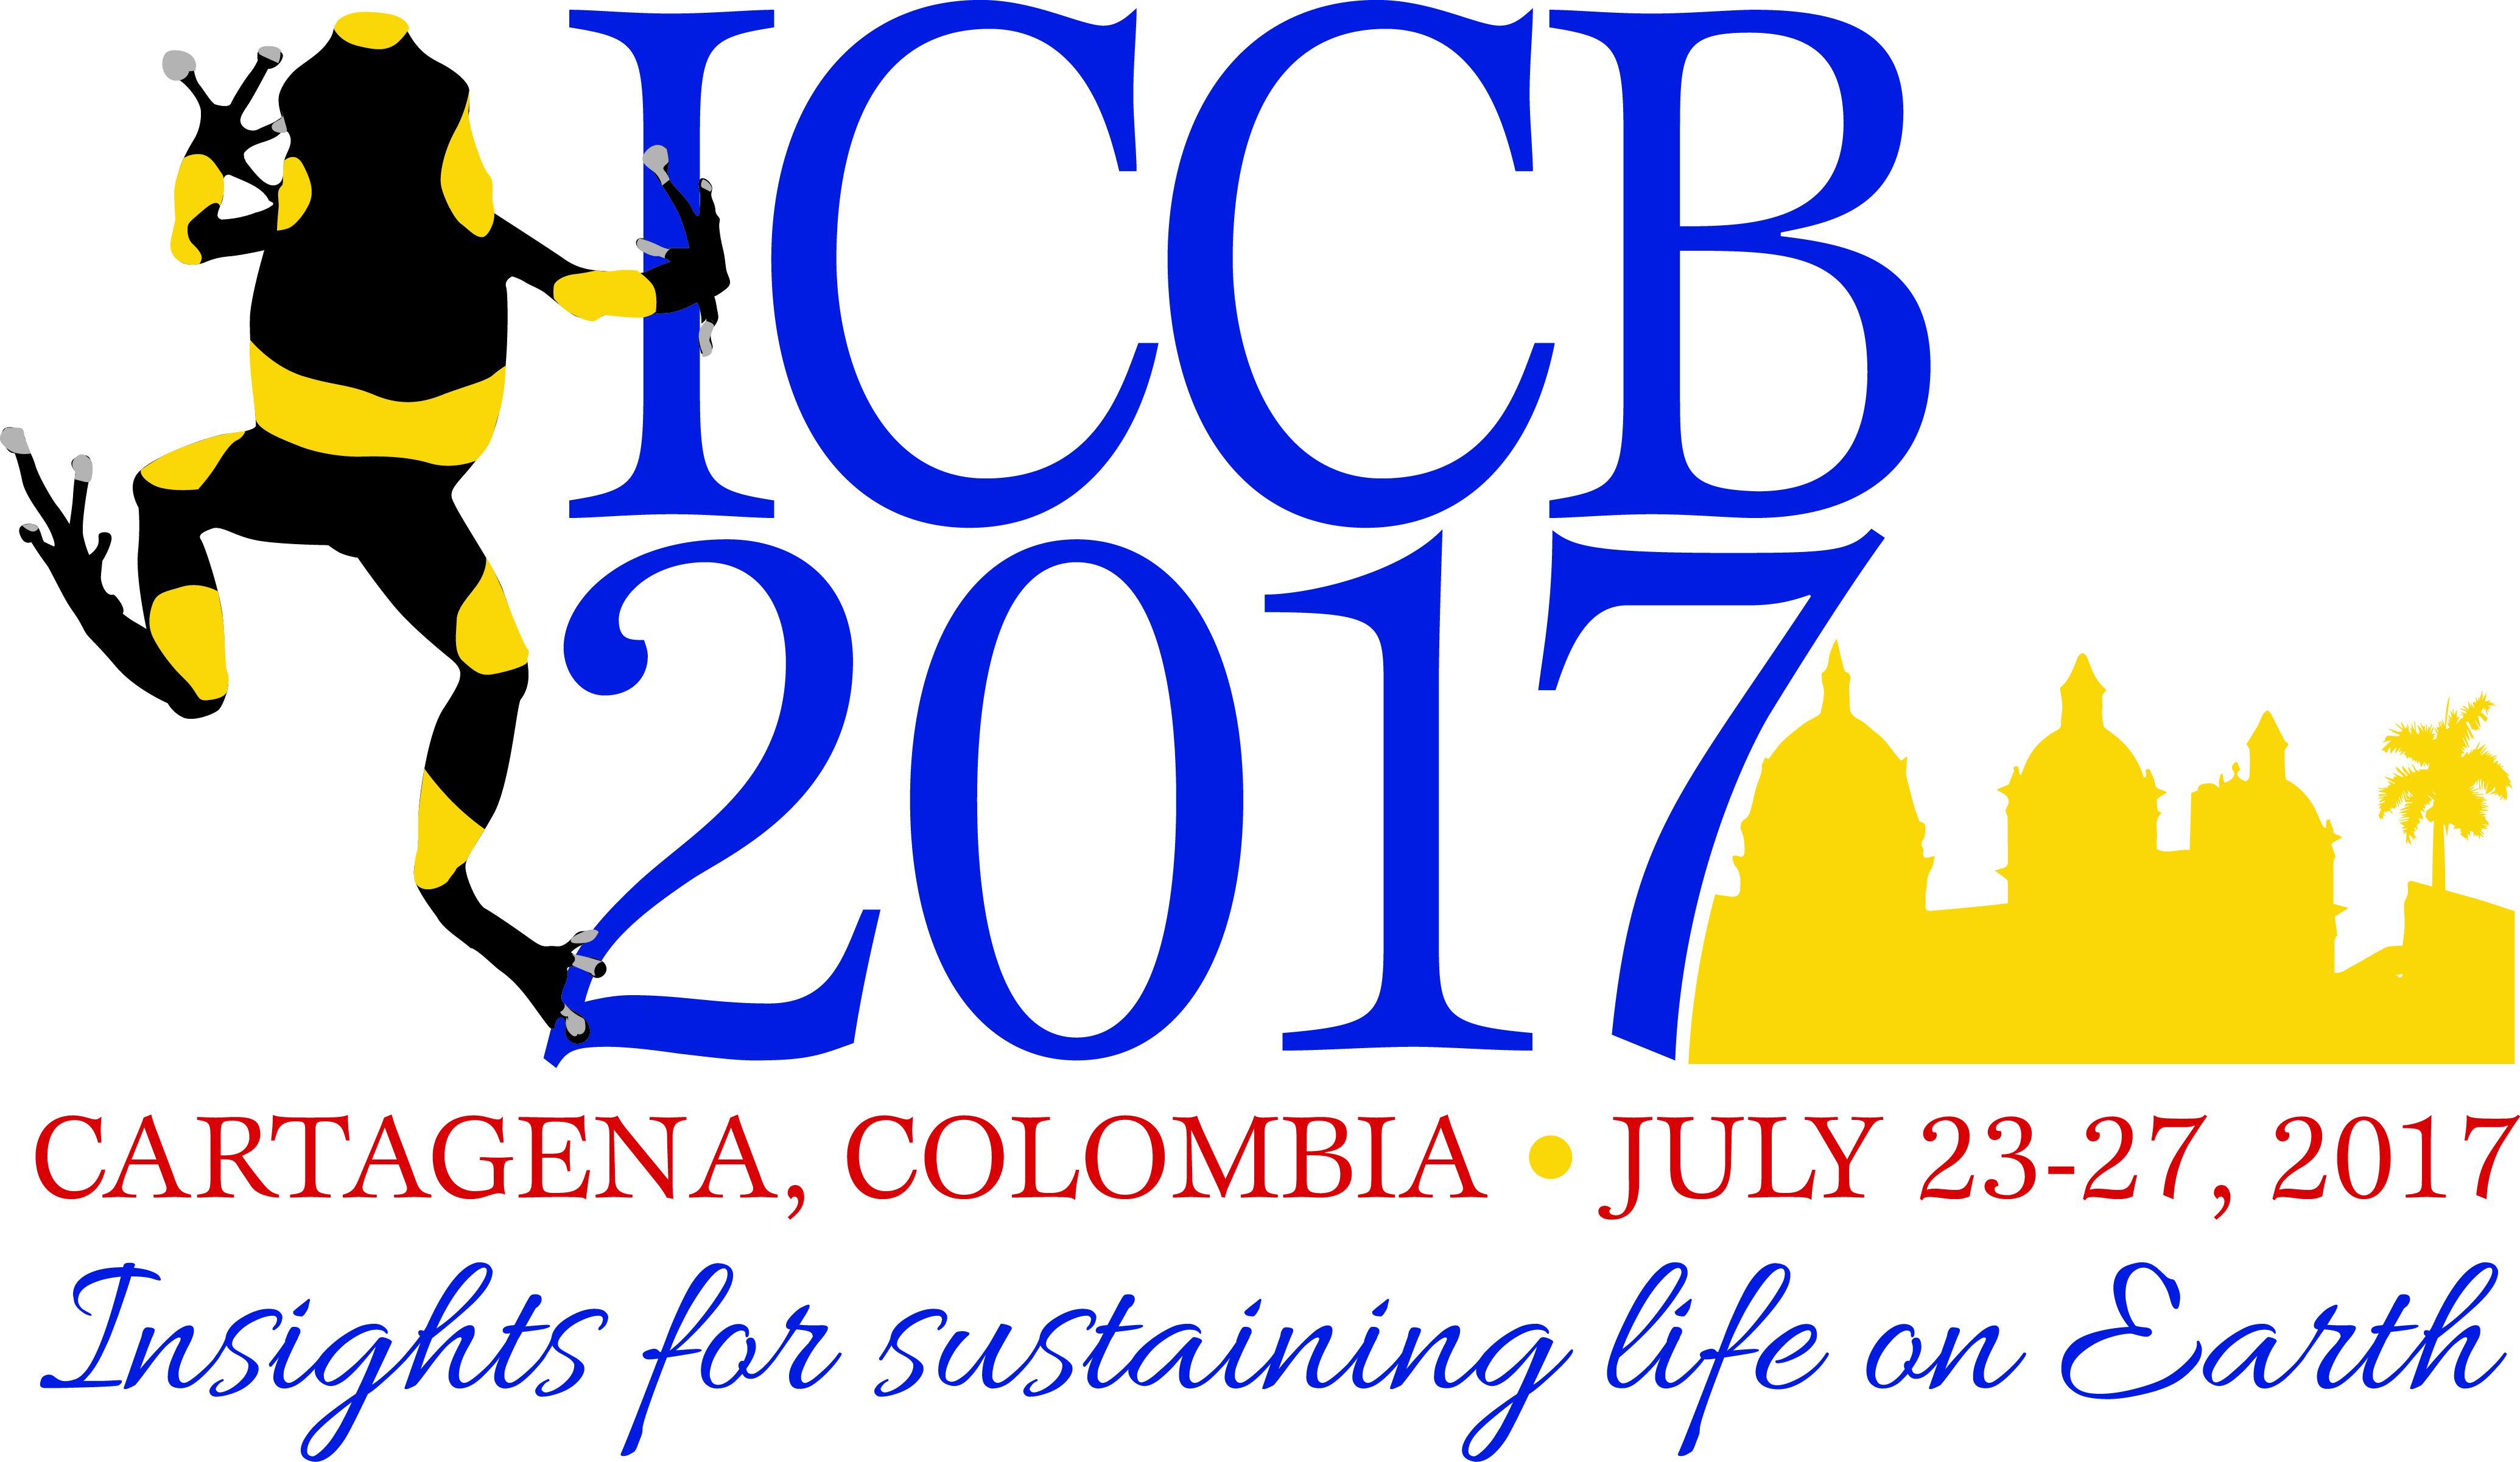 ICCB
2017
CARTAGENA, COLOMBIA • JULY 23-27, 2017
Insights for sustaining life on Earth